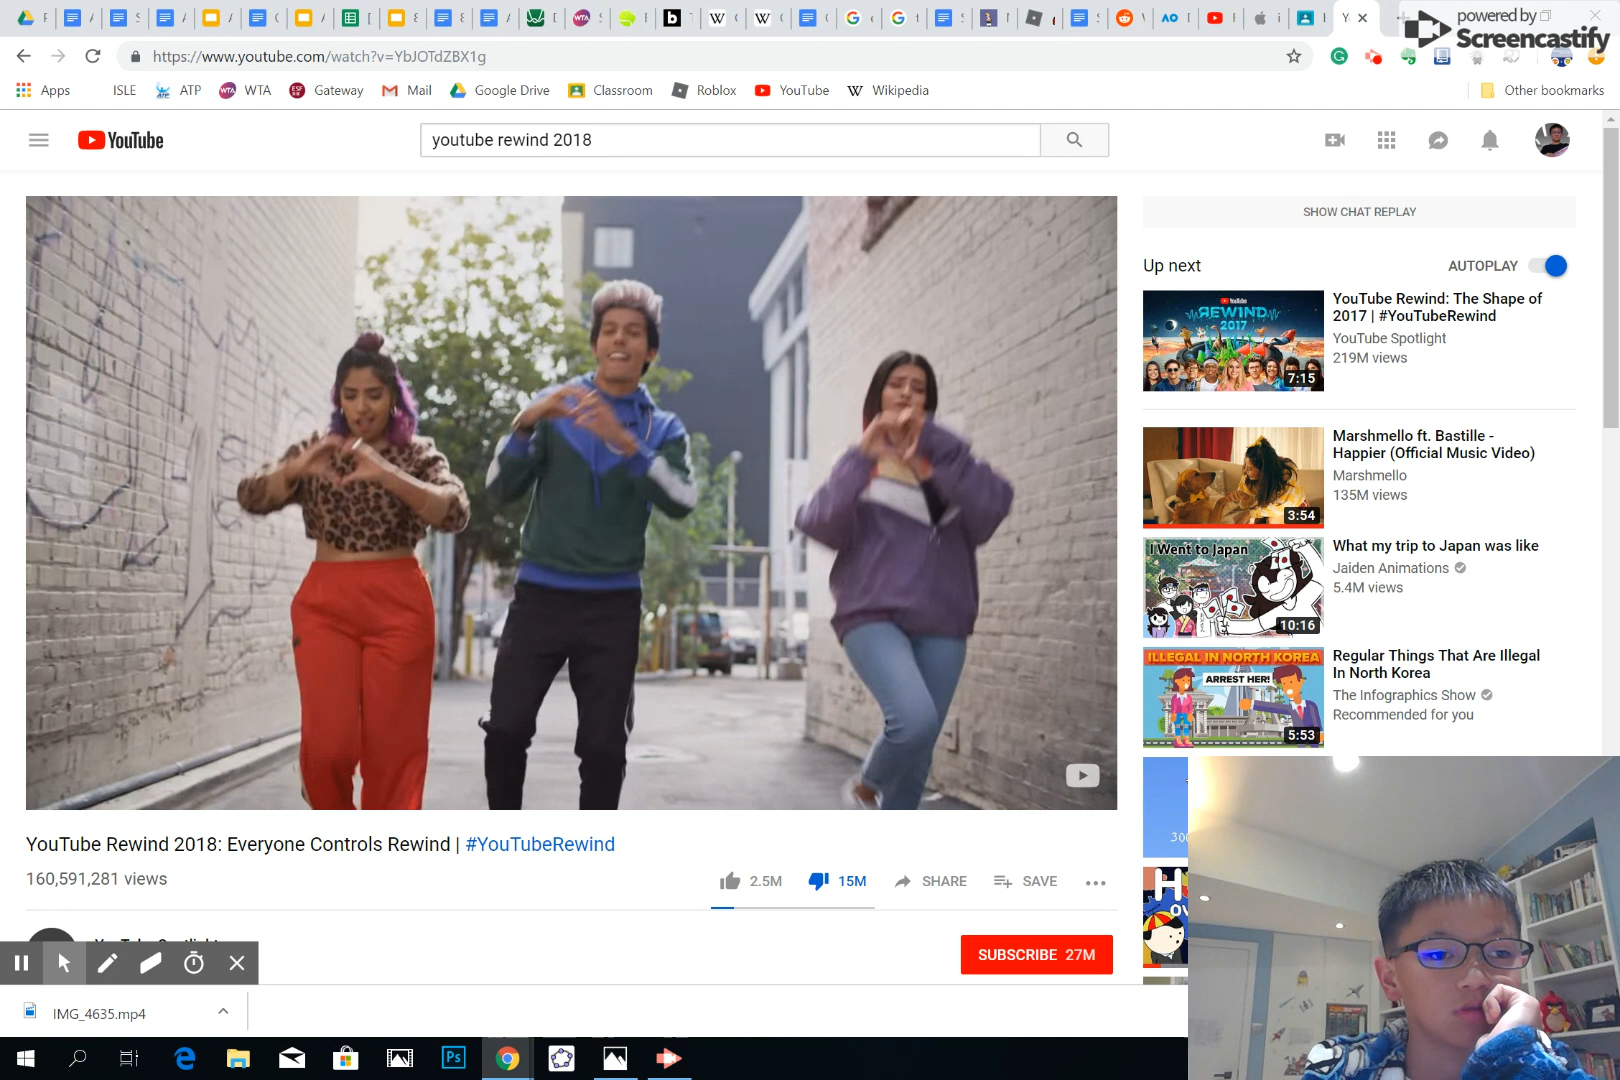 powered by
Screencastify
https://www.youtube.com/watch?v=YbJOTdZBX1g
Apps
ISLE
ATP
WTA
Gateway
Mail
Google Drive
Classroom
Roblox
YouTube
Wikipedia
Other bookmarks
YouTube
youtube rewind 2018
SHOW CHAT REPLAY
Up next
AUTOPLAY
YouTube
REWIND
2017
7:15
YouTube Rewind: The Shape of
2017 | #YouTubeRewind
YouTube Spotlight
219M views
3:54
Marshmello ft. Bastille -
Happier (Official Music Video)
Marshmello
135M views
I Went to Japan
10:16
What my trip to Japan was like
Jaiden Animations
5.4M views
ILLEGAL IN NORTH KOREA
ARREST HER!
5:53
Regular Things That Are Illegal
In North Korea
The Infographics Show
Recommended for you
YouTube Rewind 2018: Everyone Controls Rewind | #YouTubeRewind
160,591,281 views
2.5M
15M
SHARE
SAVE
SUBSCRIBE 27M
IMG_4635.mp4
Ps